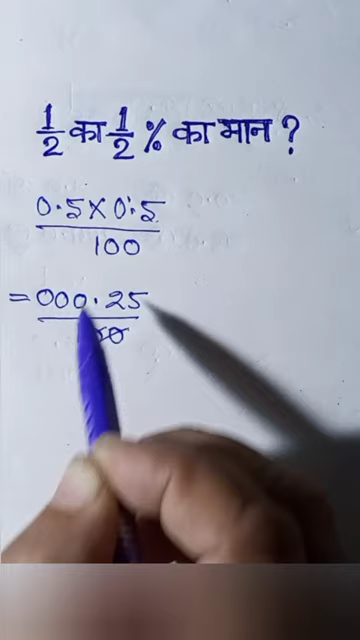 1/2 का 1/2 % का मान ?
0.5×0.5
100
=000.25